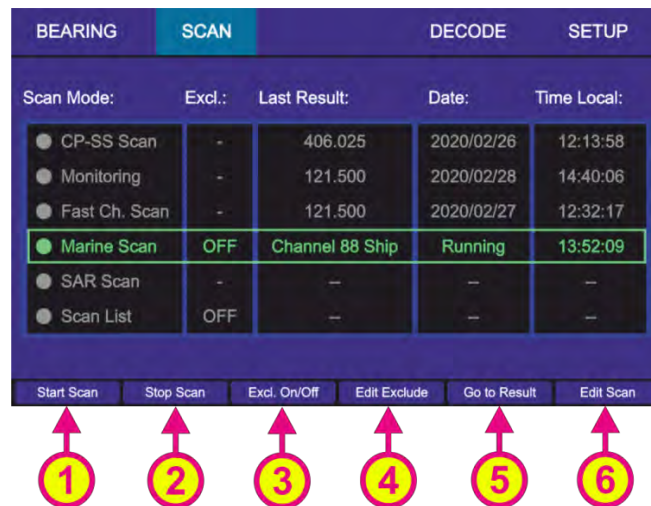 BEARING SCAN DECODE SETUP
Scan Mode: Excl.: Last Result: Date: Time Local:
CP-SS Scan - 406.025 2020/02/26 12:13:58
Monitoring - 121.500 2020/02/28 14:40:06
Fast Ch. Scan - 121.500 2020/02/27 12:32:17
Marine Scan OFF Channel 88 Ship Running 13:52:09
SAR Scan - -- -- --
Scan List OFF -- -- --
Start Scan Stop Scan Excl. On/Off Edit Exclude Go to Result Edit Scan
1 2 3 4 5 6